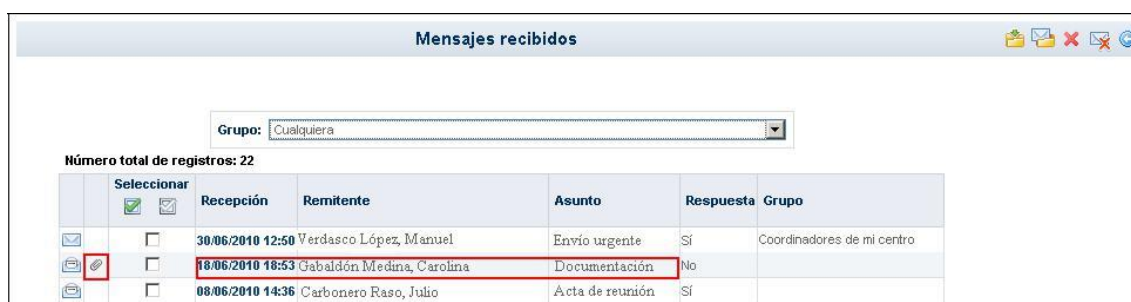 Mensajes recibidos
Grupo: Cualquiera
Número total de registros: 22
Seleccionar
Recepción Remitente Asunto Respuesta Grupo
30/06/2010 12:50 Verdasco López, Manuel Envío urgente Sí Coordinadores de mi centro
18/06/2010 18:53 Gabaldón Medina, Carolina Documentación No
08/06/2010 14:36 Carbonero Raso, Julio Acta de reunión Sí